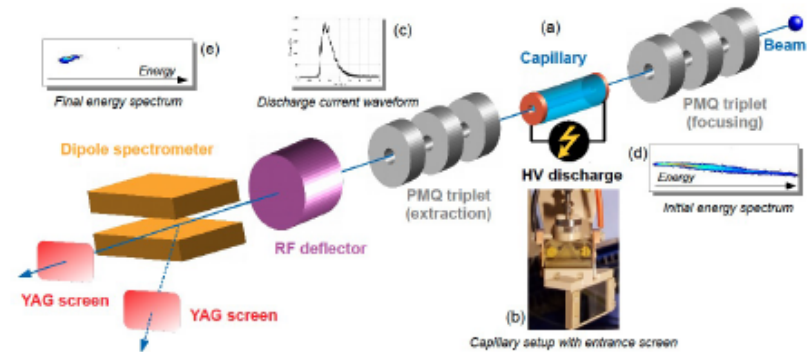 (e)
Energy
Final energy spectrum
(c)
Discharge current waveform
(a)
Capillary
Beam
PMQ triplet
(focusing)
Dipole spectrometer
HV discharge
(d)
Energy
Initial energy spectrum
PMQ triplet
(extraction)
RF deflector
YAG screen
YAG screen
(b)
Capillary setup with entrance screen